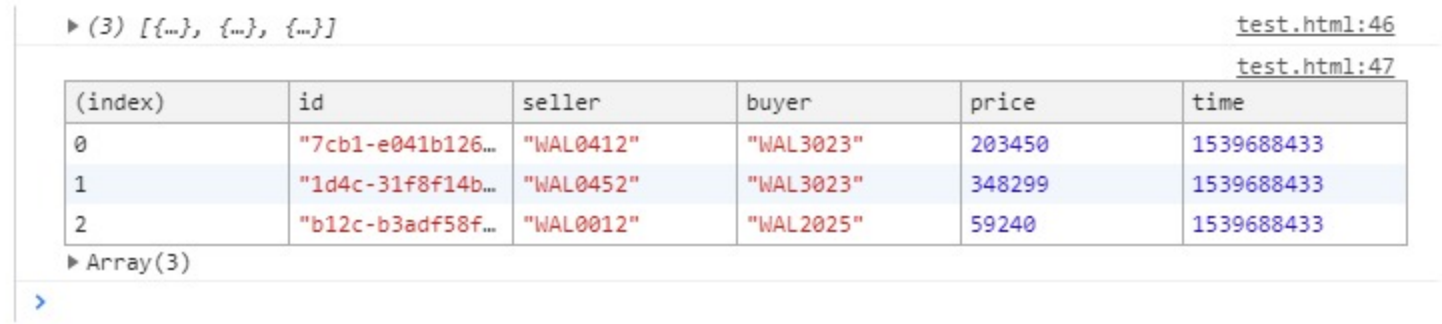 ▶ (3) [{…}, {…}, {…}] test.html:46
test.html:47
(index) id seller buyer price time
0 "7cb1-e041b126… "WAL0412" "WAL3023" 203450 1539688433
1 "1d4c-31f8f14b… "WAL0452" "WAL3023" 348299 1539688433
2 "b12c-b3adf58f… "WAL0012" "WAL2025" 59240 1539688433
▶ Array(3)
>